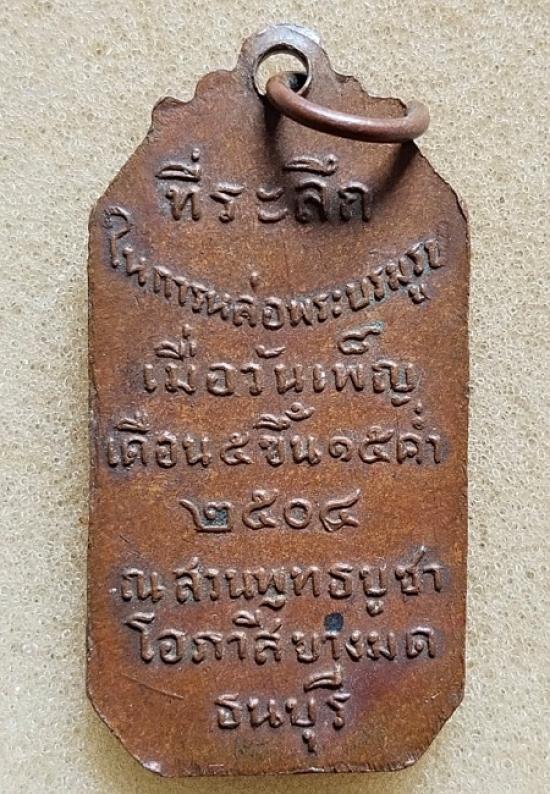 ที่ระลึก
ในการหล่อพระบรมรูป
เมื่อวันเพ็ญ
เดือน ๕ ขึ้น ๑๕ ค่ำ
๒๕๐๔
ณ สวนพุทธบูชา
โอภาสีบางมด
ธนบุรี